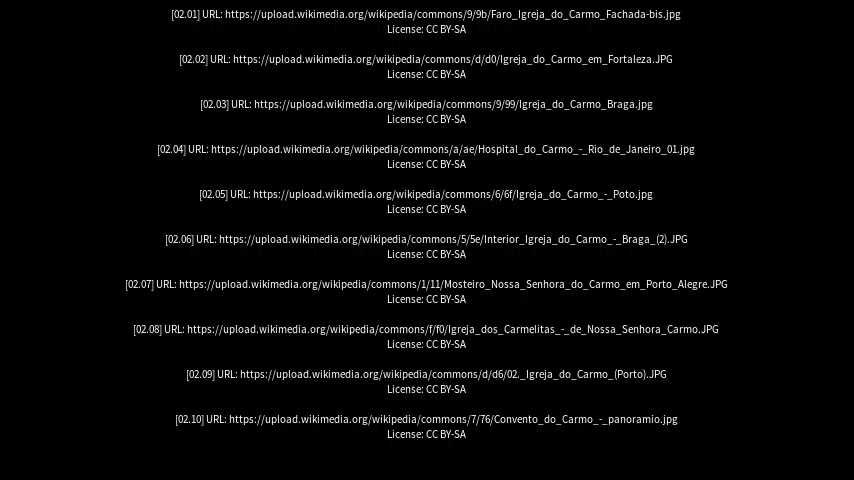 [02.01] URL: https://upload.wikimedia.org/wikipedia/commons/9/9b/Faro_Igreja_do_Carmo_Fachada-bis.jpg
License: CC BY-SA
[02.02] URL: https://upload.wikimedia.org/wikipedia/commons/d/d0/Igreja_do_Carmo_em_Fortaleza.JPG
License: CC BY-SA
[02.03] URL: https://upload.wikimedia.org/wikipedia/commons/9/99/Igreja_do_Carmo_Braga.jpg
License: CC BY-SA
[02.04] URL: https://upload.wikimedia.org/wikipedia/commons/a/ae/Hospital_do_Carmo_-_Rio_de_Janeiro_01.jpg
License: CC BY-SA
[02.05] URL: https://upload.wikimedia.org/wikipedia/commons/6/6f/Igreja_do_Carmo_-_Poto.jpg
License: CC BY-SA
[02.06] URL: https://upload.wikimedia.org/wikipedia/commons/5/5e/Interior_Igreja_do_Carmo_-_Braga_(2).JPG
License: CC BY-SA
[02.07] URL: https://upload.wikimedia.org/wikipedia/commons/1/11/Mosteiro_Nossa_Senhora_do_Carmo_em_Porto_Alegre.JPG
License: CC BY-SA
[02.08] URL: https://upload.wikimedia.org/wikipedia/commons/f/f0/Igreja_dos_Carmelitas_-_de_Nossa_Senhora_Carmo.JPG
License: CC BY-SA
[02.09] URL: https://upload.wikimedia.org/wikipedia/commons/d/d6/02._Igreja_do_Carmo_(Porto).JPG
License: CC BY-SA
[02.10] URL: https://upload.wikimedia.org/wikipedia/commons/7/76/Convento_do_Carmo_-_panoramio.jpg
License: CC BY-SA